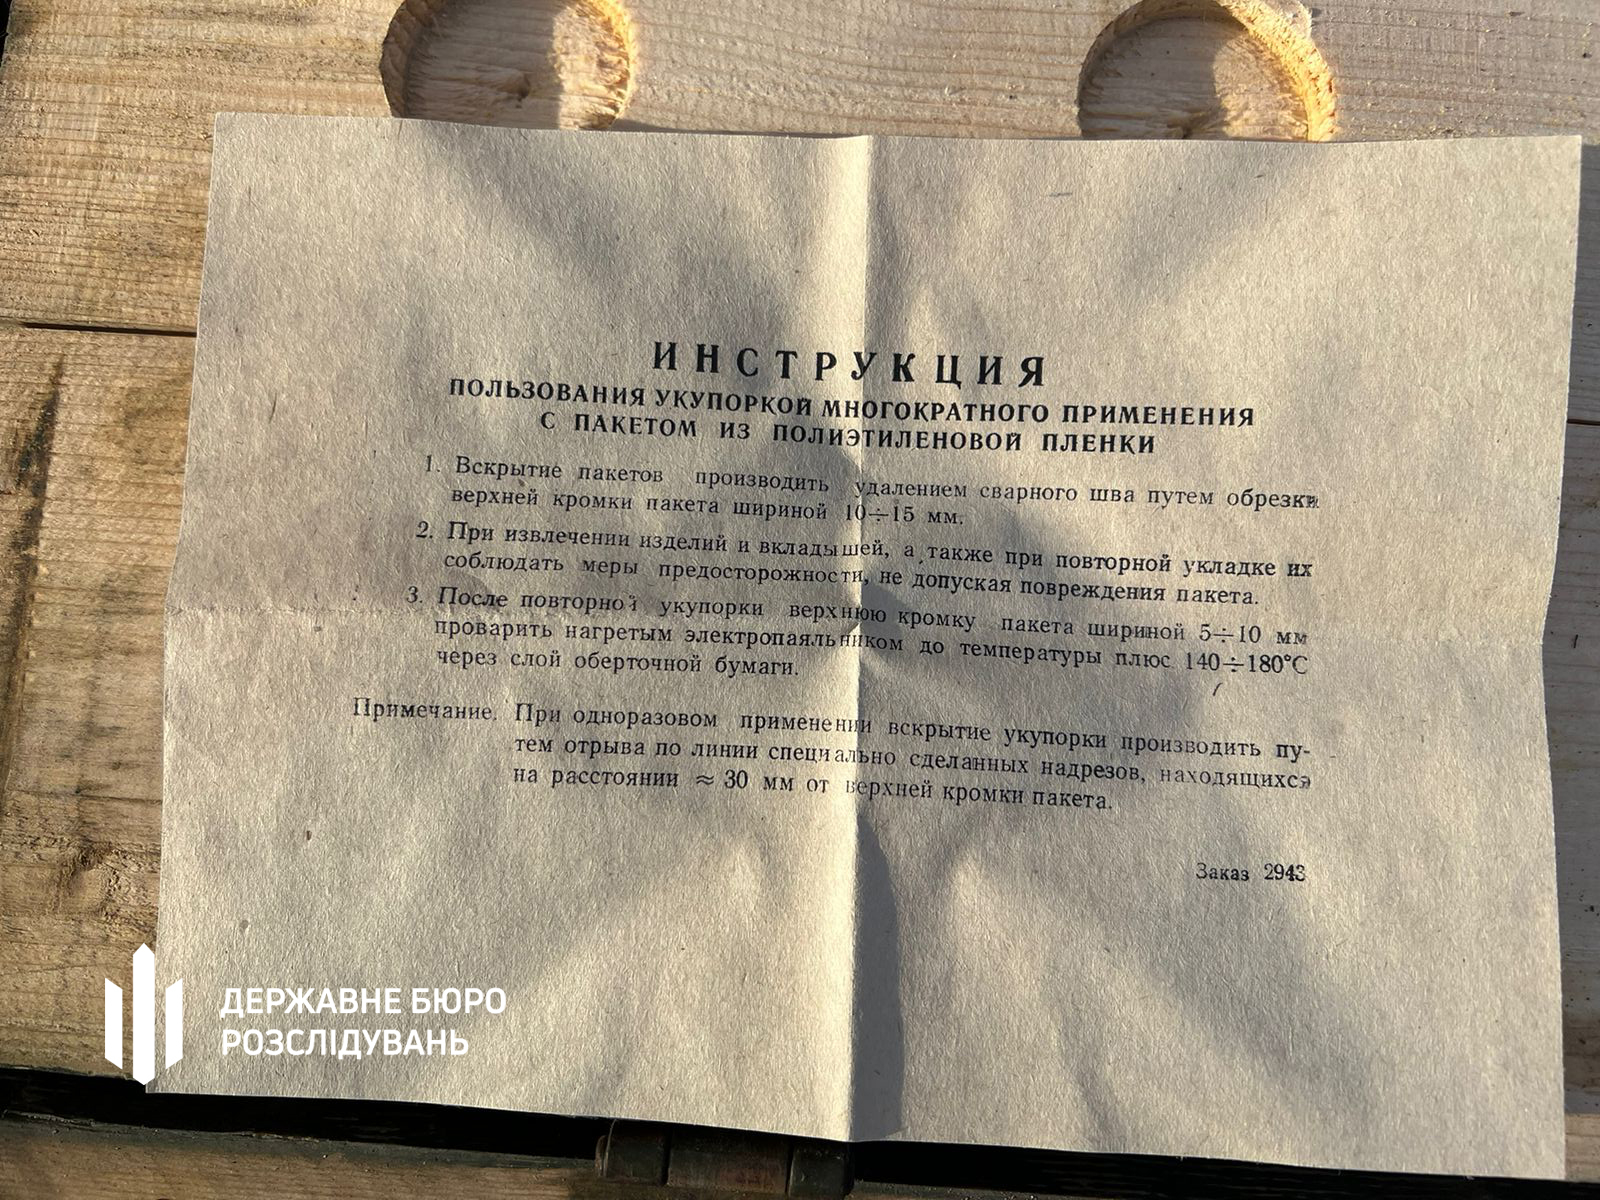 ИНСТРУКЦИЯ
ПОЛЬЗОВАНИЯ УКУПОРКОЙ МНОГОКРАТНОГО ПРИМЕНЕНИЯ
С ПАКЕТОМ ИЗ ПОЛИЭТИЛЕНОВОЙ ПЛЕНКИ
1. Вскрытие пакетов производить удалением сварного шва путем обрезки
верхней кромки пакета шириной 10÷15 мм.
2. При извлечении изделий и вкладышей, а также при повторной укладке их
соблюдать меры предосторожности, не допуская повреждения пакета.
3. После повторной укупорки верхнюю кромку пакета шириной 5÷10 мм
проварить нагретым электропаяльником до температуры плюс 140÷180°С
через слой оберточной бумаги.
Примечание. При одноразовом применении вскрытие укупорки производить пу-
тем отрыва по линии специально сделанных надрезов, находящихся
на расстоянии ≈ 30 мм от верхней кромки пакета.
Заказ 2943
ДЕРЖАВНЕ БЮРО
РОЗСЛІДУВАНЬ